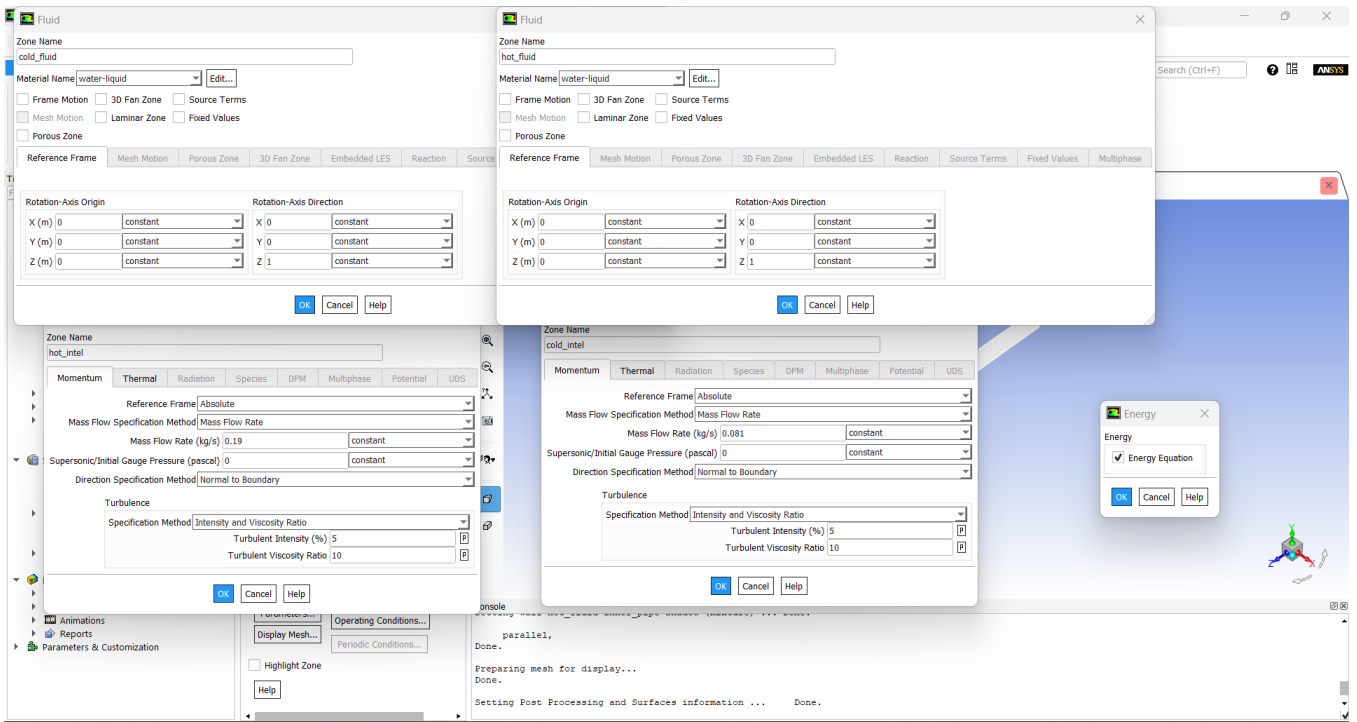 Fluid
Zone Name
cold_fluid
Material Name water-liquid Edit...
Frame Motion 3D Fan Zone Source Terms
Mesh Motion Laminar Zone Fixed Values
Porous Zone
Reference Frame Mesh Motion Porous Zone 3D Fan Zone Embedded LES Reaction Source
Rotation-Axis Origin Rotation-Axis Direction
X (m) 0 constant X 0 constant
Y (m) 0 constant Y 0 constant
Z (m) 0 constant Z 1 constant
OK Cancel Help
Fluid
Zone Name
hot_fluid
Material Name water-liquid Edit...
Frame Motion 3D Fan Zone Source Terms
Mesh Motion Laminar Zone Fixed Values
Porous Zone
Reference Frame Mesh Motion Porous Zone 3D Fan Zone Embedded LES Reaction Source Terms Fixed Values Multiphase
Rotation-Axis Origin Rotation-Axis Direction
X (m) 0 constant X 0 constant
Y (m) 0 constant Y 0 constant
Z (m) 0 constant Z 1 constant
OK Cancel Help
Search (Ctrl+F)
ANSYS
Zone Name
hot_intel
Momentum Thermal Radiation Species DPM Multiphase Potential UDS
Reference Frame Absolute
Mass Flow Specification Method Mass Flow Rate
Mass Flow Rate (kg/s) 0.19 constant
Supersonic/Initial Gauge Pressure (pascal) 0 constant
Direction Specification Method Normal to Boundary
Turbulence
Specification Method Intensity and Viscosity Ratio
Turbulent Intensity (%) 5 P
Turbulent Viscosity Ratio 10 P
OK Cancel Help
Zone Name
cold_intel
Momentum Thermal Radiation Species DPM Multiphase Potential UDS
Reference Frame Absolute
Mass Flow Specification Method Mass Flow Rate
Mass Flow Rate (kg/s) 0.081 constant
Supersonic/Initial Gauge Pressure (pascal) 0 constant
Direction Specification Method Normal to Boundary
Turbulence
Specification Method Intensity and Viscosity Ratio
Turbulent Intensity (%) 5 P
Turbulent Viscosity Ratio 10 P
OK Cancel Help
Energy
Energy
Energy Equation
OK Cancel Help
Y
Z X
Animations
Reports
Parameters & Customization
Parameters... Operating Conditions...
Display Mesh... Periodic Conditions...
Highlight Zone
Help
onsole
parallel,
Done.
Preparing mesh for display...
Done.
Setting Post Processing and Surfaces information ... Done.